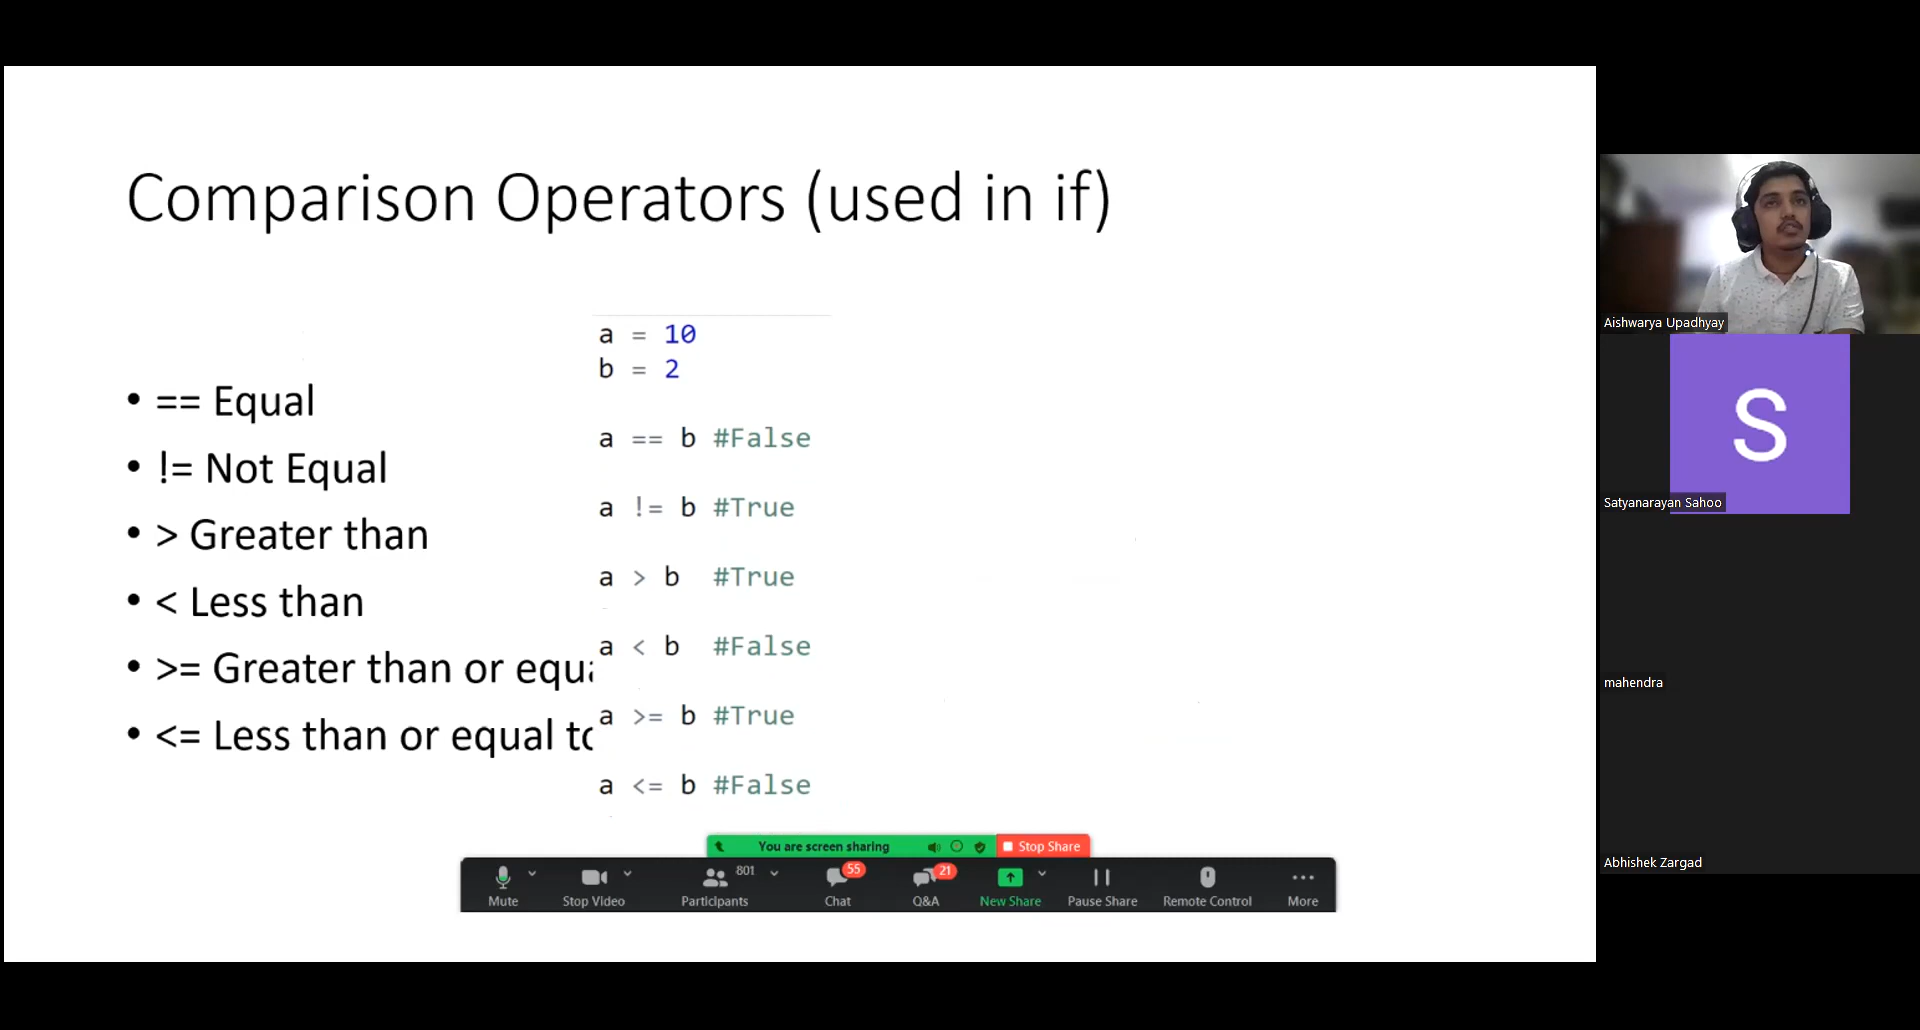 Comparison Operators (used in if)
• == Equal
• != Not Equal
• > Greater than
• < Less than
• >= Greater than or equa
• <= Less than or equal to
a = 10
b = 2
a == b #False
a != b #True
a > b #True
a < b #False
a >= b #True
a <= b #False
You are screen sharing
Stop Share
Mute
Stop Video
801
Participants
55
Chat
21
Q&A
New Share
Pause Share
Remote Control
More
Aishwarya Upadhyay
S
Satyanarayan Sahoo
mahendra
Abhishek Zargad